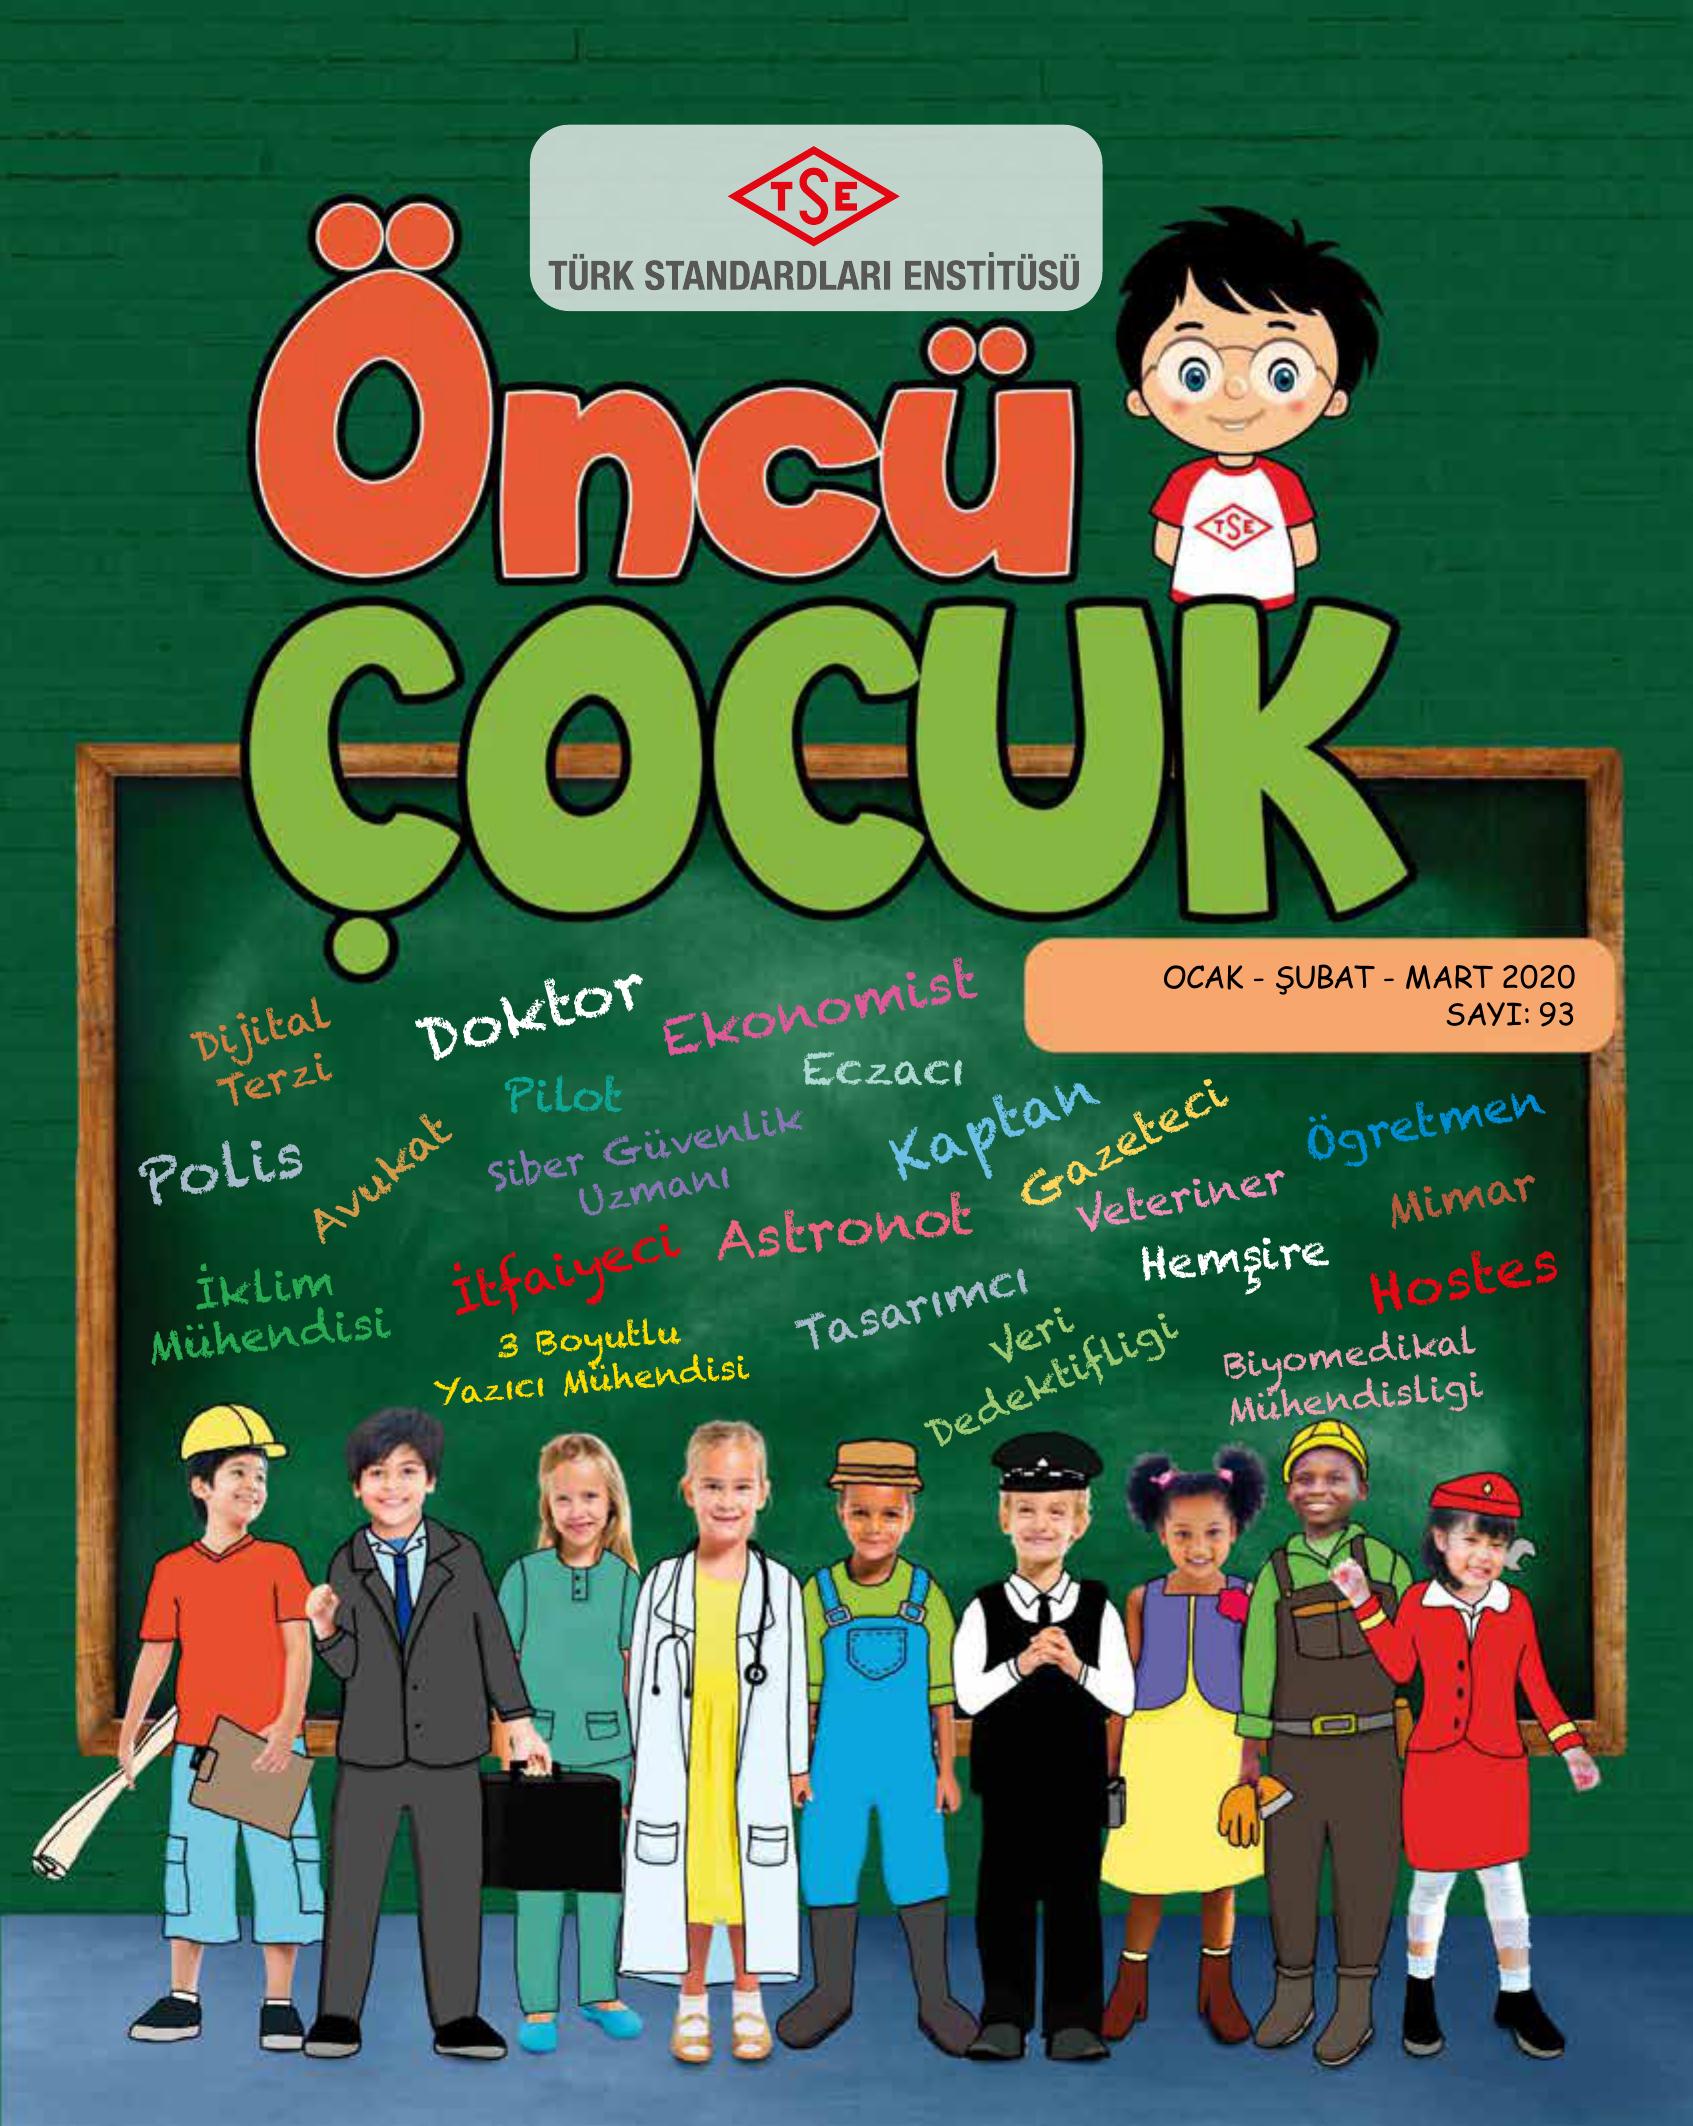 TSE
TÜRK STANDARDLARI ENSTİTÜSÜ
Öncü
TSE
ÇOCUK
OCAK - ŞUBAT - MART 2020
SAYI: 93
Dijital
Terzi
Doktor
Ekonomist
Eczacı
Pilot
Polis
Avukat
Siber Güvenlik
Uzmanı
Kaptan
Gazeteci
Ögretmen
Veteriner
Mimar
İtfaiyeci
Astronot
Hemşire
Hostes
İklim
Mühendisi
3 Boyutlu
Yazıcı Mühendisi
Tasarımcı
Veri
Dedektifligi
Biyomedikal
Mühendisligi